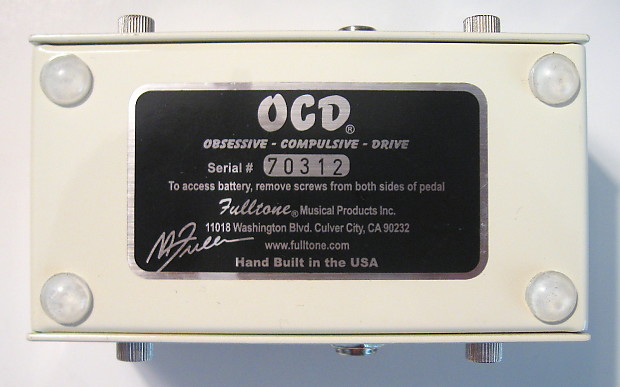 OCD®
OBSESSIVE - COMPULSIVE - DRIVE
Serial # 70312
To access battery, remove screws from both sides of pedal
Fulltone® Musical Products Inc.
11018 Washington Blvd. Culver City, CA 90232
M Fuller
www.fulltone.com
Hand Built in the USA